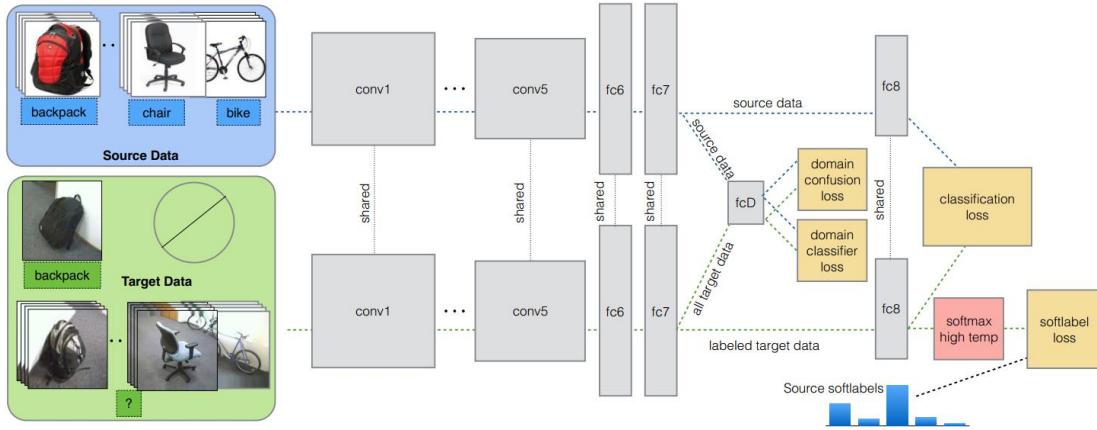 backpack
chair
bike
Source Data
backpack
Target Data
?
conv1
conv5
fc6
fc7
source data
fc8
source data
shared
shared
shared
shared
shared
fcD
domain
confusion
loss
domain
classifier
loss
classification
loss
all target data
conv1
conv5
fc6
fc7
labeled target data
fc8
softmax
high temp
softlabel
loss
Source softlabels